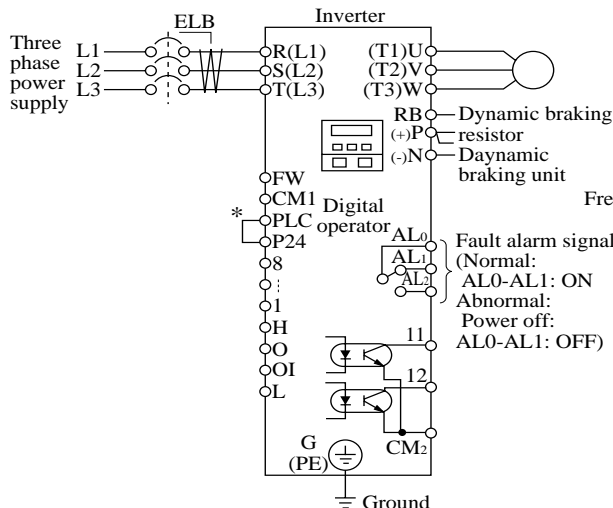 Inverter
ELB
Three
phase
power
supply
L1
L2
L3
R(L1)
S(L2)
T(L3)
(T1)U
(T2)V
(T3)W
RB
(+)P
(-)N
Dynamic braking
resistor
Daynamic
braking unit
Fre
FW
CM1
*
PLC
P24
8
1
H
O
OI
L
Digital
operator
AL0
AL1
AL2
Fault alarm signal
(Normal:
AL0-AL1: ON
Abnormal:
Power off:
AL0-AL1: OFF)
11
12
CM2
G
(PE)
Ground